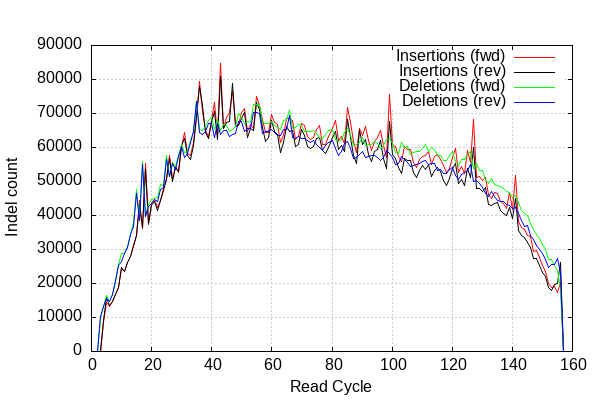 90000
80000
70000
60000
50000
40000
30000
20000
10000
0
Indel count
Insertions (fwd)
Insertions (rev)
Deletions (fwd)
Deletions (rev)
0 20 40 60 80 100 120 140 160
Read Cycle